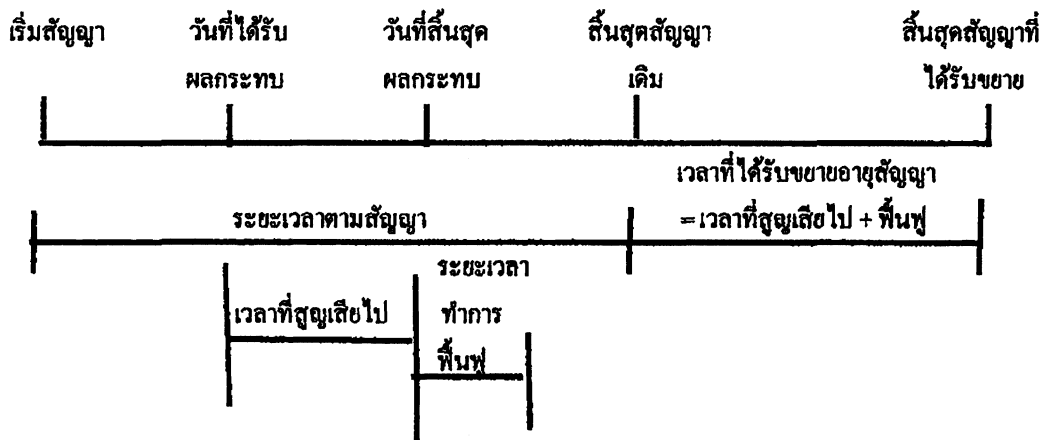 เริ่มสัญญา วันที่ได้รับ วันที่สิ้นสุด สิ้นสุดสัญญา สิ้นสุดสัญญาที่
ผลกระทบ ผลกระทบ เดิม ได้รับขยาย
เวลาที่ได้รับขยายอายุสัญญา
ระยะเวลาตามสัญญา = เวลาที่สูญเสียไป + ฟื้นฟู
ระยะเวลา
เวลาที่สูญเสียไป ทำการ
ฟื้นฟู